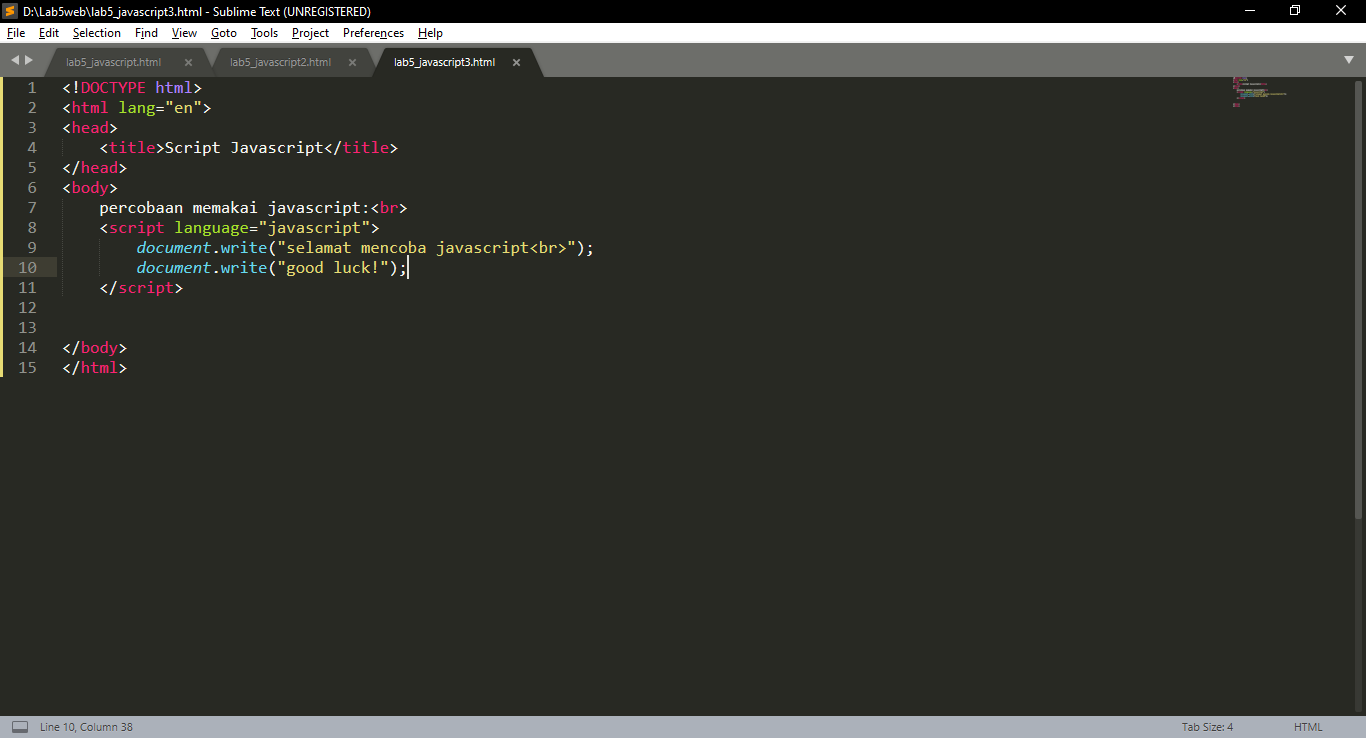 D:\Lab5web\lab5_javascript3.html - Sublime Text (UNREGISTERED)
File Edit Selection Find View Goto Tools Project Preferences Help
lab5_javascript.html lab5_javascript2.html lab5_javascript3.html
1 <!DOCTYPE html>
2 <html lang="en">
3 <head>
4     <title>Script Javascript</title>
5 </head>
6 <body>
7     percobaan memakai javascript:<br>
8     <script language="javascript">
9         document.write("selamat mencoba javascript<br>");
10         document.write("good luck!");
11     </script>
12
13
14 </body>
15 </html>
Line 10, Column 38 Tab Size: 4 HTML